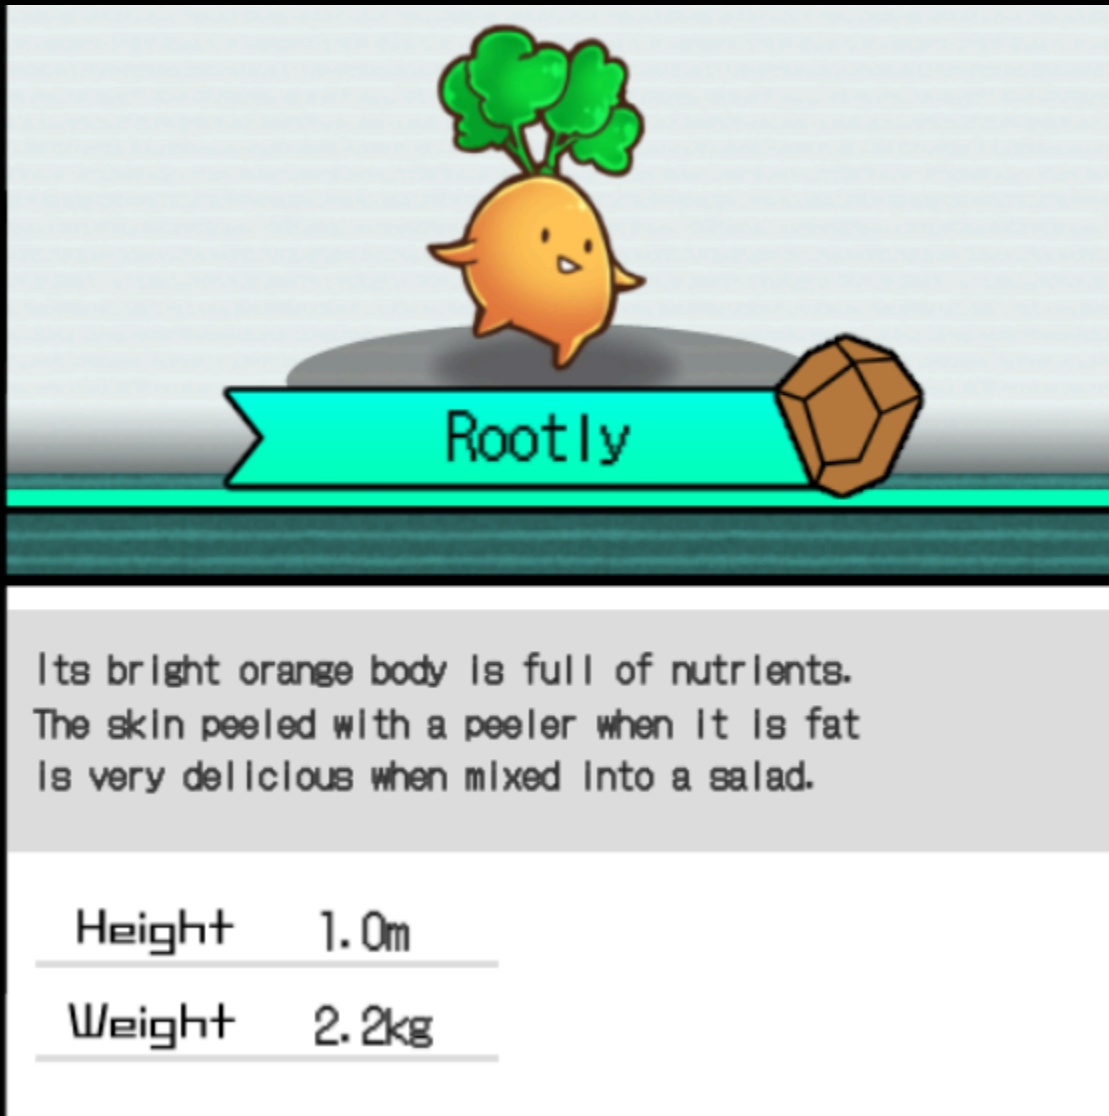 Rootly
Its bright orange body is full of nutrients.
The skin peeled with a peeler when it is fat
is very delicious when mixed into a salad.
Height 1.0m
Weight 2.2kg